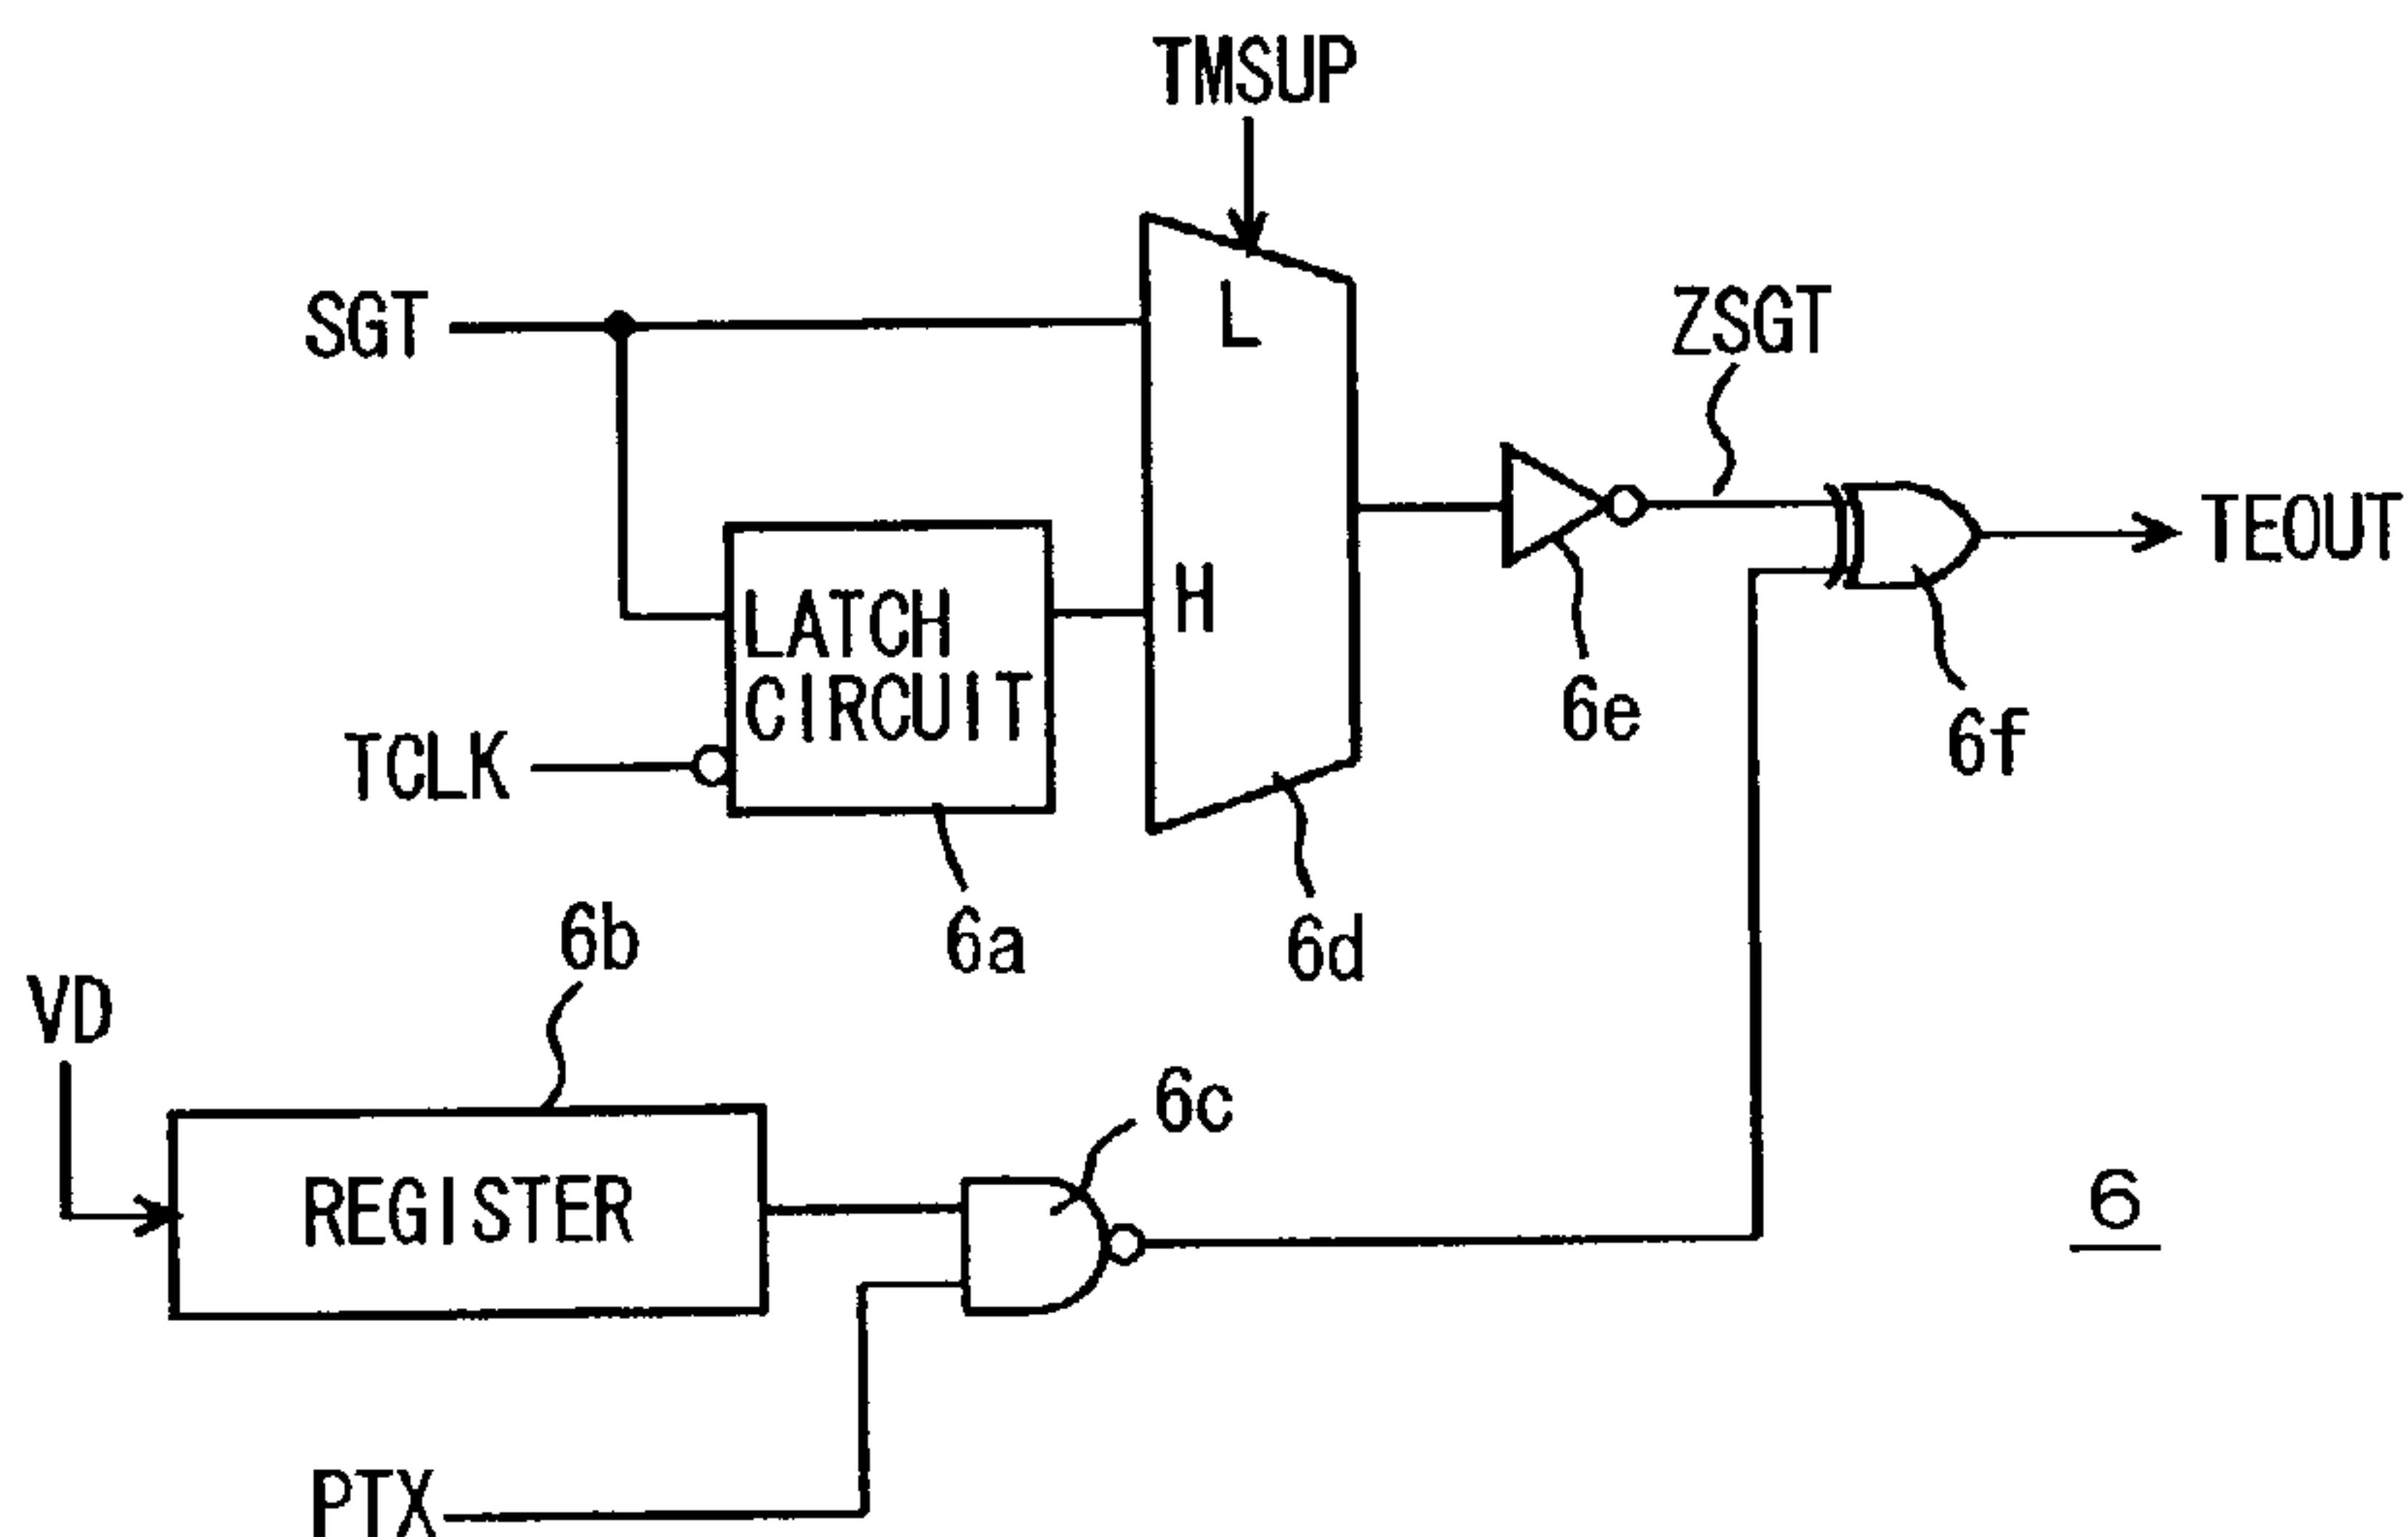 TMSUP
SGT
L
ZSGT
TEOUT
LATCH
CIRCUIT
H
TCLK
6e
6f
6b
6a
6d
VD
6c
REGISTER
6
PTX